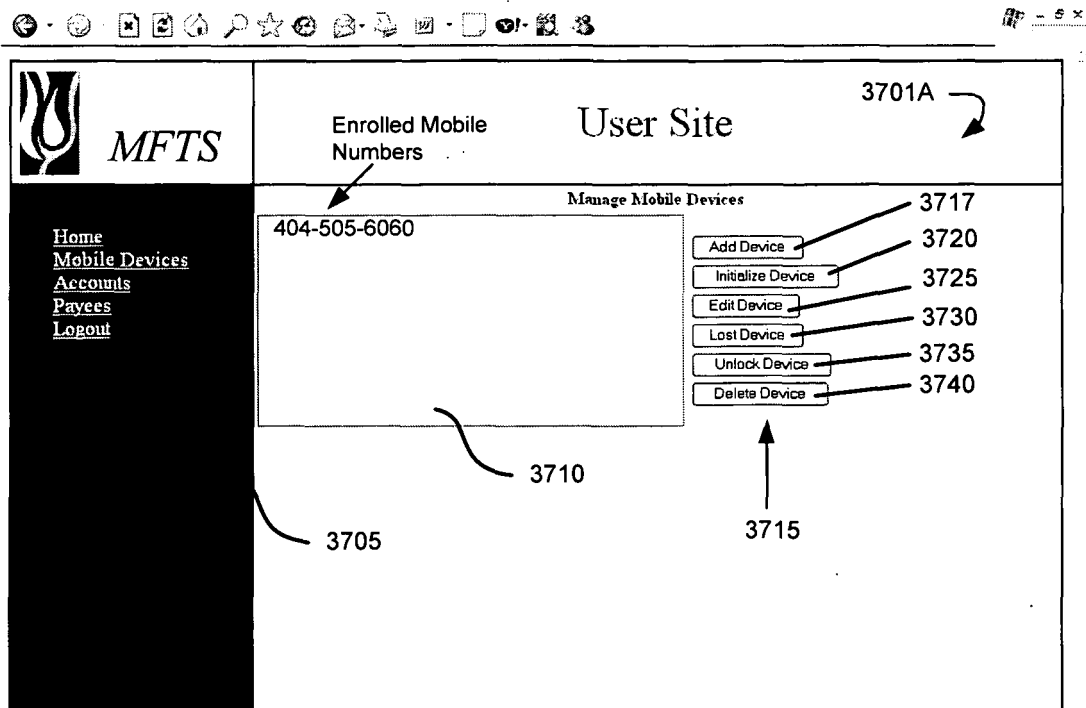 3701A
MFTS
Enrolled Mobile
Numbers
User Site
Manage Mobile Devices
3717
404-505-6060
Home
Mobile Devices
Accounts
Payees
Logout
Add Device
3720
Initialize Device
3725
Edit Device
3730
Lost Device
3735
Unlock Device
3740
Delete Device
3710
3715
3705